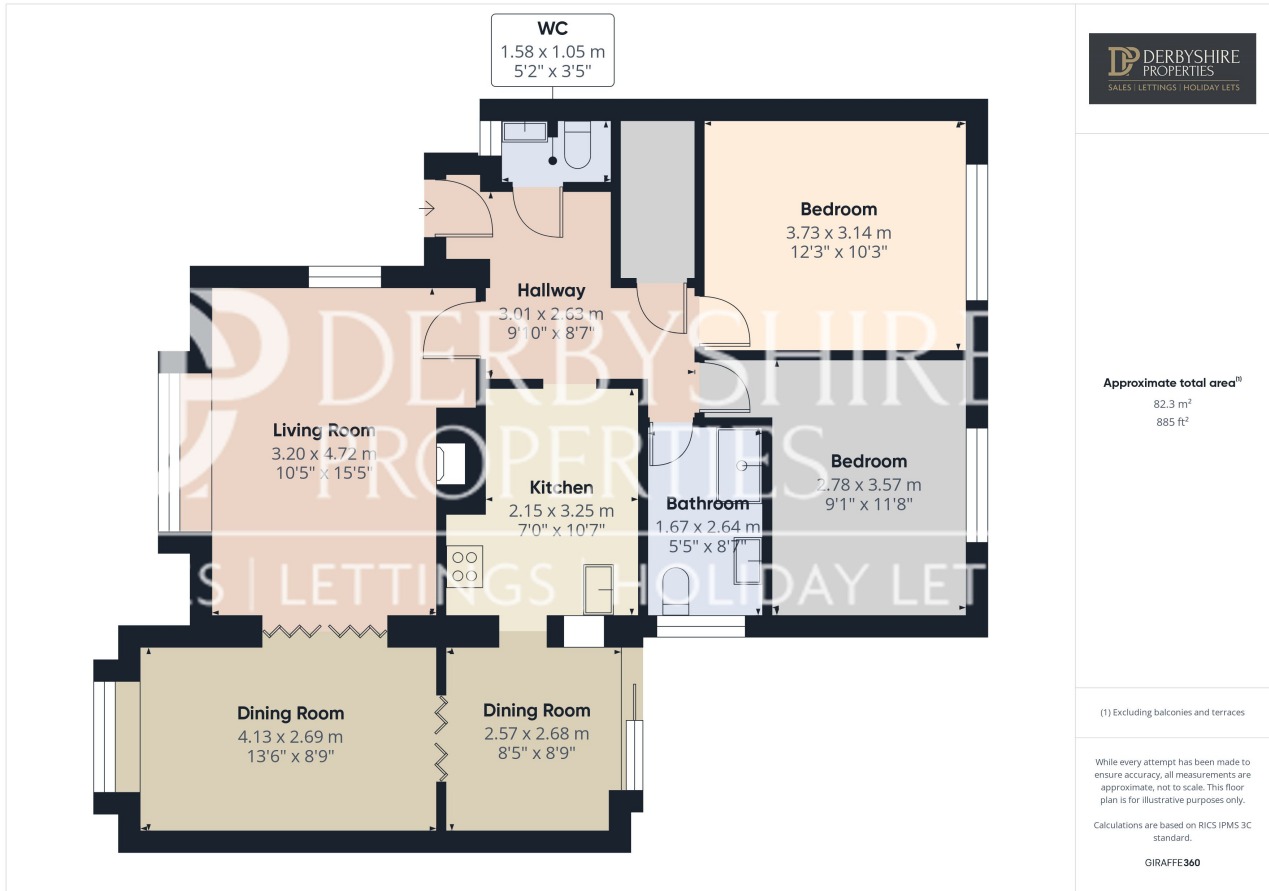 WC
1.58 x 1.05 m
5'2" x 3'5"
DERBYSHIRE
PROPERTIES
SALES | LETTINGS | HOLIDAY LETS
Bedroom
3.73 x 3.14 m
12'3" x 10'3"
Hallway
3.01 x 2.63 m
9'10" x 8'7"
DERBYSHIRE
PROPERTIES
S | LETTINGS | HOLIDAY LET
Living Room
3.20 x 4.72 m
10'5" x 15'5"
Kitchen
2.15 x 3.25 m
7'0" x 10'7"
Bathroom
1.67 x 2.64 m
5'5" x 8'7"
Bedroom
2.78 x 3.57 m
9'1" x 11'8"
Dining Room
4.13 x 2.69 m
13'6" x 8'9"
Dining Room
2.57 x 2.68 m
8'5" x 8'9"
Approximate total area(1)
82.3 m²
885 ft²
(1) Excluding balconies and terraces
While every attempt has been made to
ensure accuracy, all measurements are
approximate, not to scale. This floor
plan is for illustrative purposes only.
Calculations are based on RICS IPMS 3C
standard.
GIRAFFE360